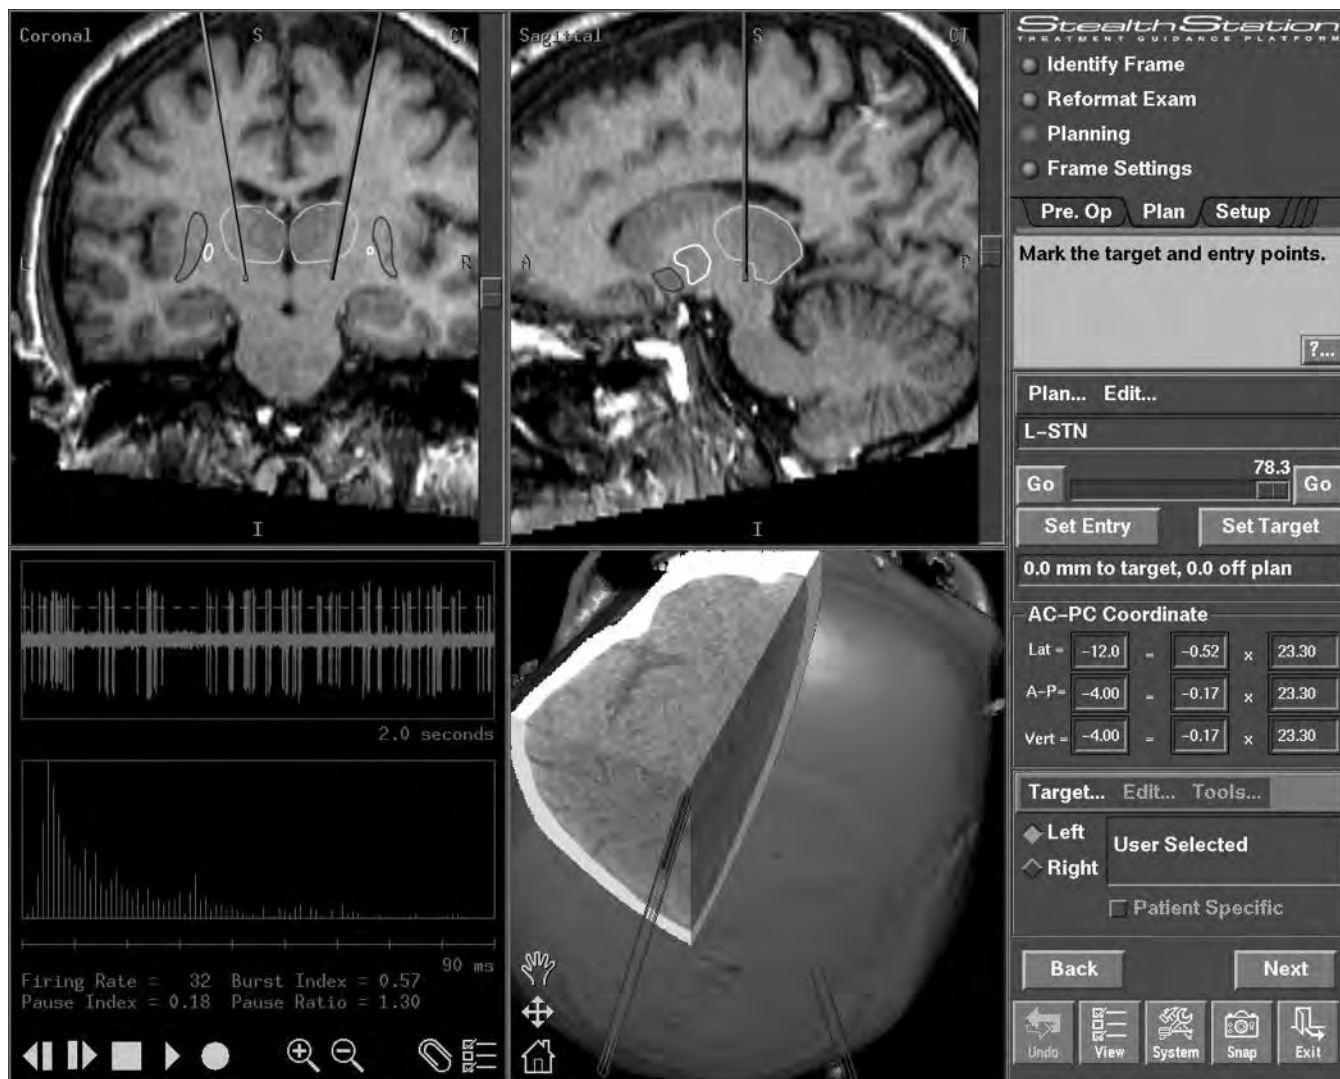 Coronal
S
CT
L
R
I
Sagittal
S
CT
A
P
I
2.0 seconds
90 ms
Firing Rate = 32 Burst Index = 0.57
Pause Index = 0.18 Pause Ratio = 1.30
StealthStation
TREATMENT GUIDANCE PLATFORM
Identify Frame
Reformat Exam
Planning
Frame Settings
Pre. Op Plan Setup
Mark the target and entry points.
?...
Plan... Edit...
L-STN
78.3
Go Go
Set Entry Set Target
0.0 mm to target, 0.0 off plan
AC-PC Coordinate
Lat = -12.0 = -0.52 x 23.30
A-P= -4.00 = -0.17 x 23.30
Vert = -4.00 = -0.17 x 23.30
Target... Edit... Tools...
Left
Right
User Selected
Patient Specific
Back Next
Undo View System Snap Exit